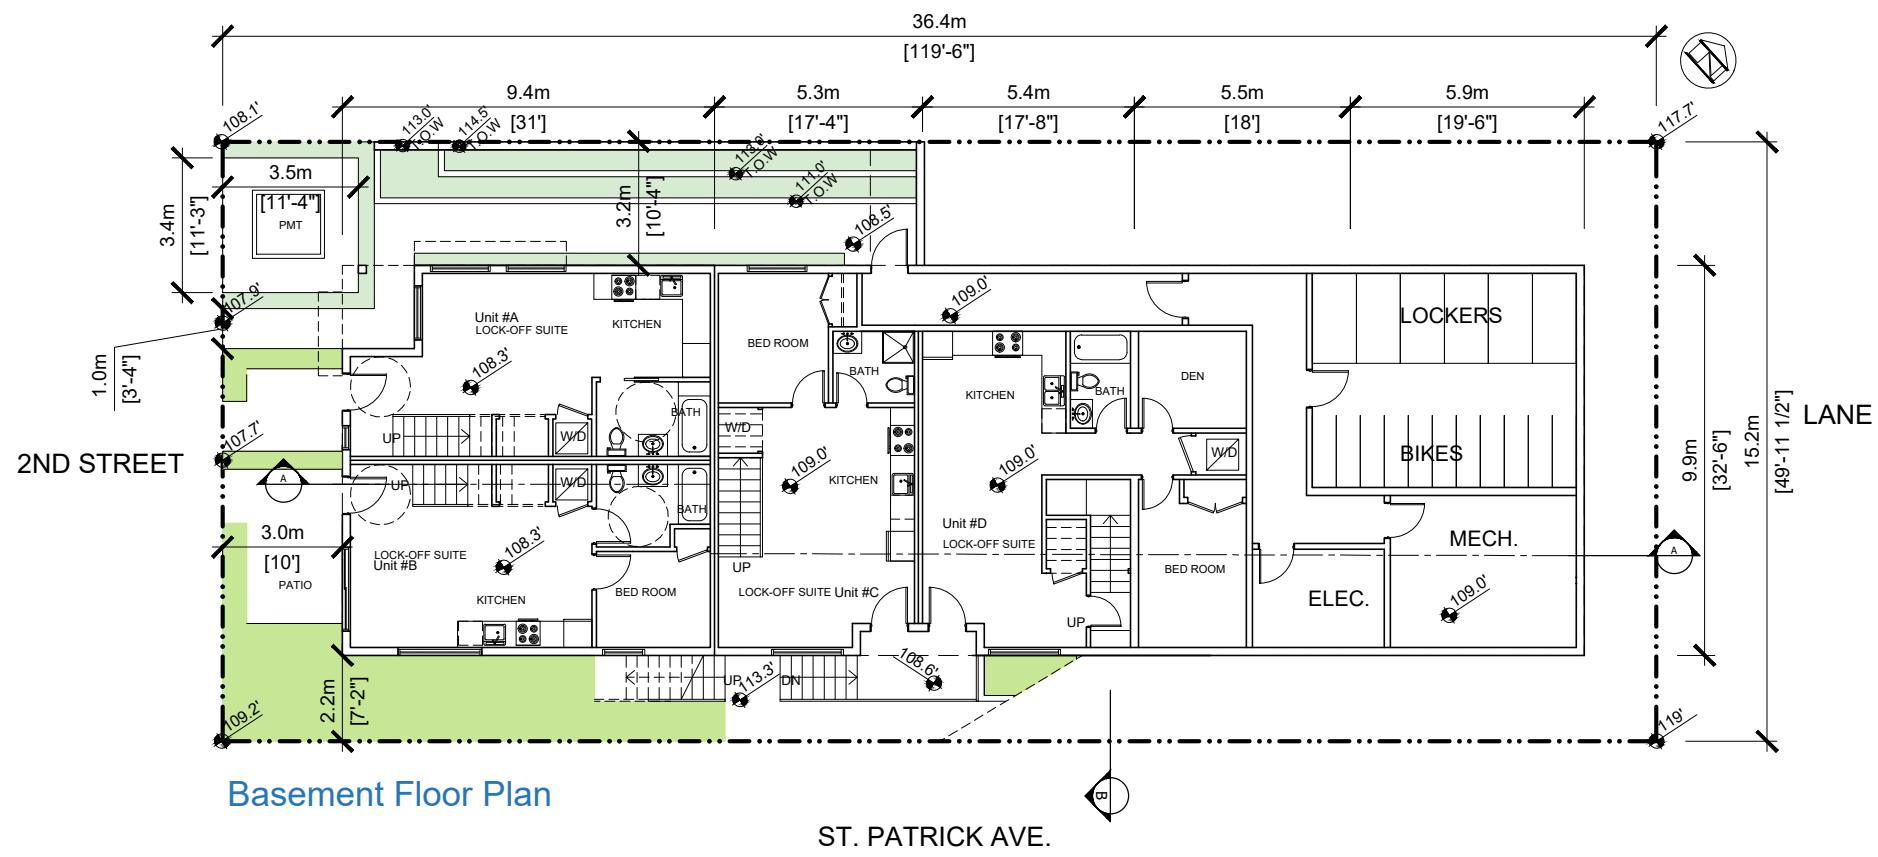 36.4m
[119'-6"]
9.4m
[31']
5.3m
[17'-4"]
5.4m
[17'-8"]
5.5m
[18']
5.9m
[19'-6"]
N
108.1'
113.0'
T.O.W
114.5'
T.O.W
113.0'
T.O.W
111.0'
T.O.W
117.7'
3.5m
[11'-4"]
PMT
3.4m
[11'-3"]
3.2m
[10'-4"]
108.5'
107.9'
1.0m
[3'-4"]
Unit #A
LOCK-OFF SUITE
KITCHEN
108.3'
BED ROOM
BATH
109.0'
KITCHEN
BATH
DEN
LOCKERS
BIKES
LANE
9.9m
[32'-6"]
15.2m
[49'-11 1/2"]
2ND STREET
107.7'
A
UP
W/D
BATH
UP
W/D
BATH
W/D
109.0'
KITCHEN
109.0'
W/D
Unit #D
LOCK-OFF SUITE
MECH.
A
3.0m
[10']
PATIO
LOCK-OFF SUITE
Unit #B
108.3'
KITCHEN
BED ROOM
UP
LOCK-OFF SUITE Unit #C
UP
BED ROOM
ELEC.
109.0'
2.2m
[7'-2"]
109.2'
UP
113.3'
DN
108.6'
119'
B
Basement Floor Plan
ST. PATRICK AVE.